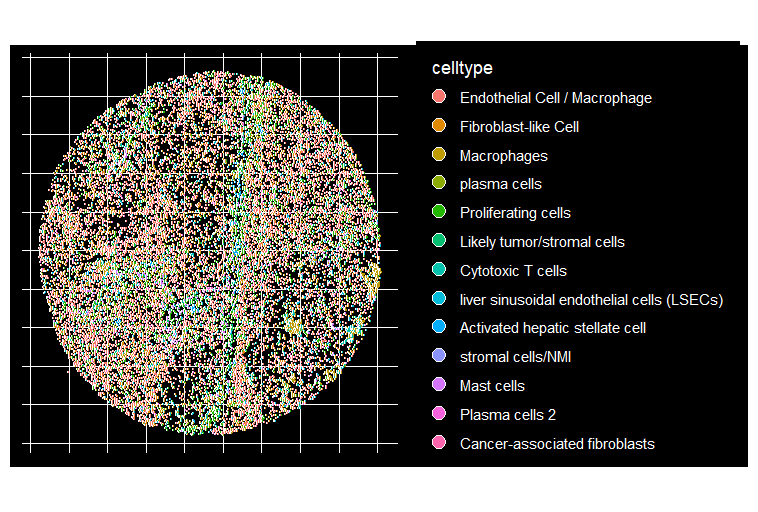 celltype
Endothelial Cell / Macrophage
Fibroblast-like Cell
Macrophages
plasma cells
Proliferating cells
Likely tumor/stromal cells
Cytotoxic T cells
liver sinusoidal endothelial cells (LSECs)
Activated hepatic stellate cell
stromal cells/NMI
Mast cells
Plasma cells 2
Cancer-associated fibroblasts